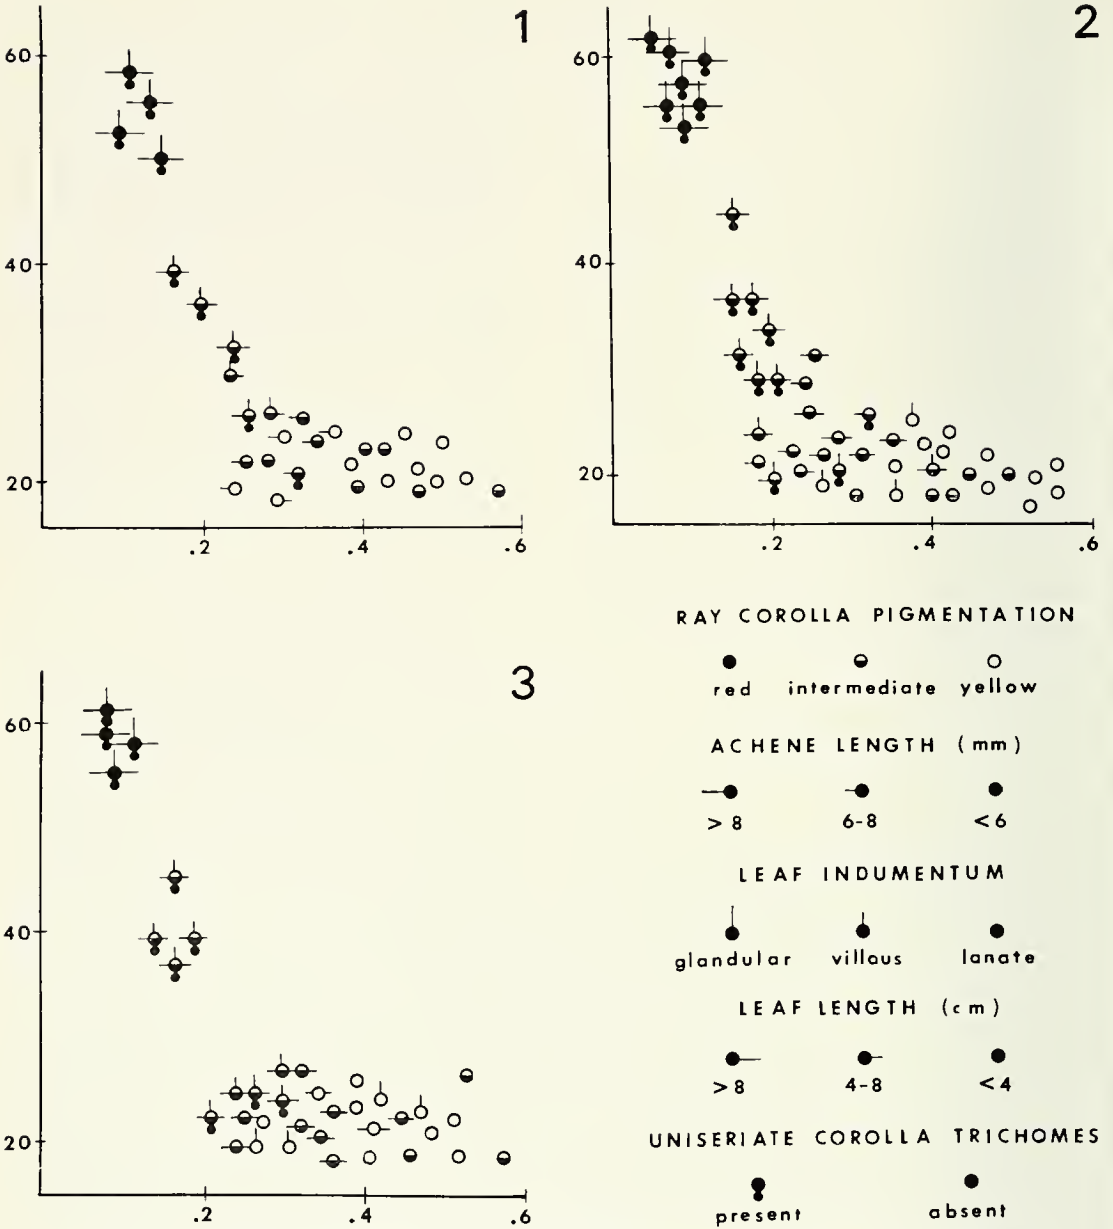 1
60
40
20
.2 .4 .6
2
60
40
20
.2 .4 .6
3
60
40
20
.2 .4 .6
RAY COROLLA PIGMENTATION
red intermediate yellow
ACHENE LENGTH (mm)
>8 6-8 <6
LEAF INDUMENTUM
glandular villous lanate
LEAF LENGTH (cm)
>8 4-8 <4
UNISERIATE COROLLA TRICHOMES
present absent